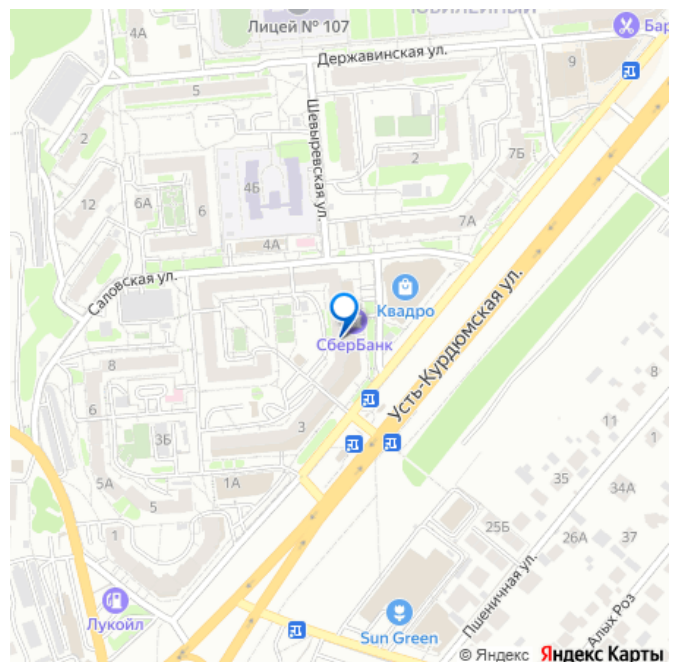 ЮБИЛЕЙНЫЙ
Лицей № 107
4А
Державинская ул.
Бар
9
5
Шевыревская ул.
2
2
7Б
4Б
6А
6
12
7А
4А
Саловская ул.
Квадро
СберБанк
Усть-Курдюмская ул.
8
8
6
3
11
1
3Б
5А
1А
35
34А
5
1
25Б
26А
37
Пшеничная ул.
Лукойл
Алых Роз
Sun Green
© Яндекс Яндекс Карты